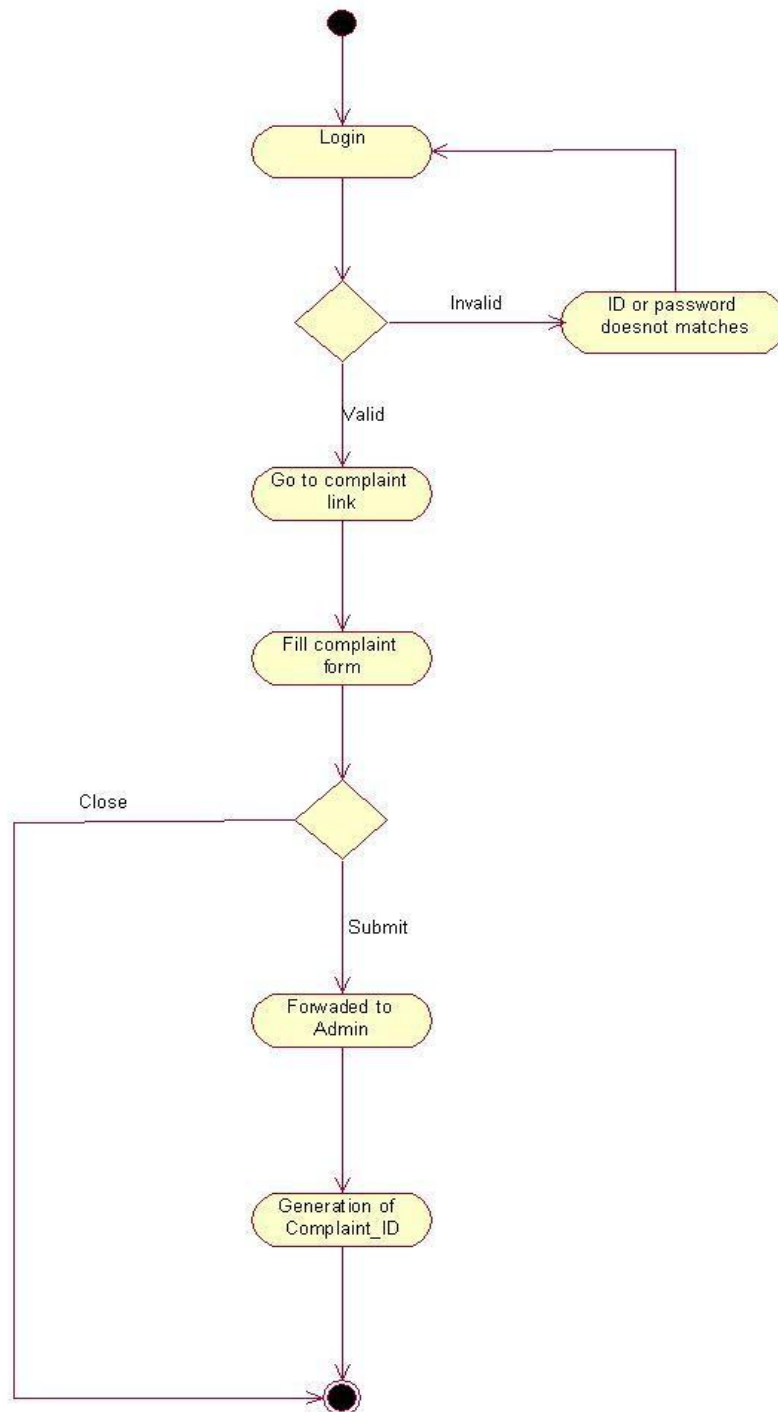 Login
Invalid
ID or password
doesnot matches
Valid
Go to complaint
link
Fill complaint
form
Close
Submit
Forwaded to
Admin
Generation of
Complaint_ID